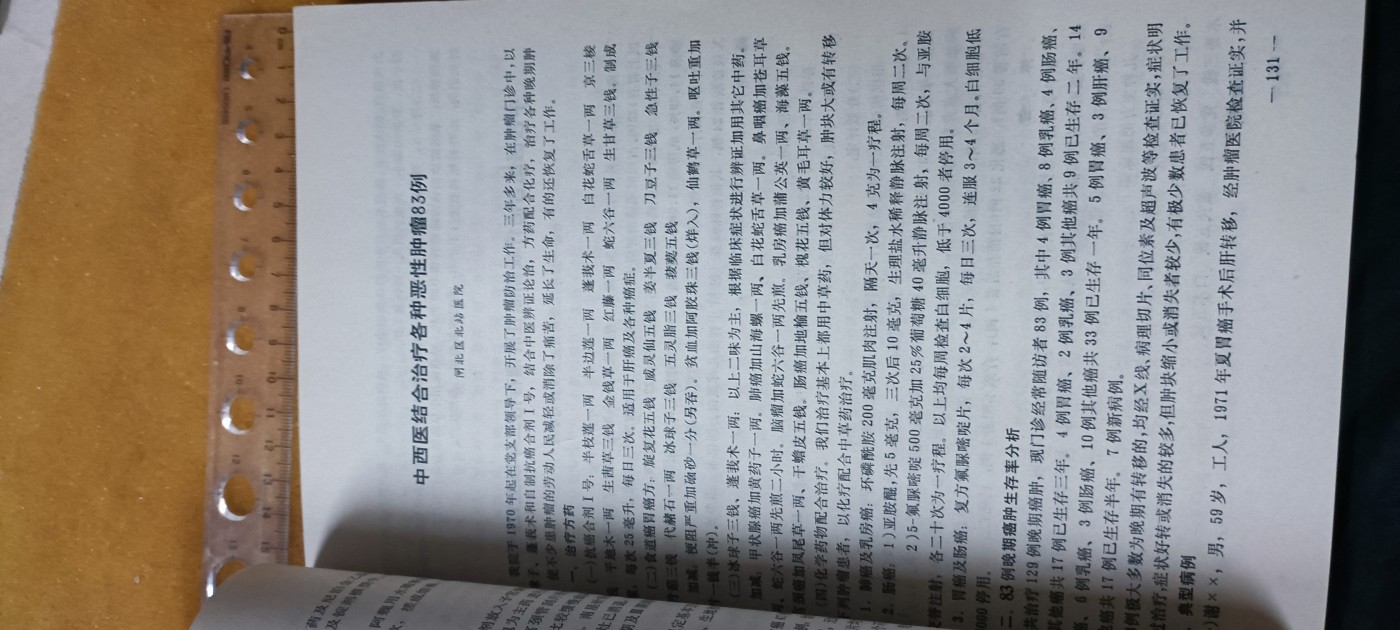 中西医结合治疗各种恶性肿瘤83例
闸北区北站医院
我院于1970年起在党支部领导下，开展了肿瘤防治工作。三年多来，在肿瘤门诊中，以
蓬莪术和自制抗癌合剂Ⅰ号，结合中医辨证论治，方药配合化疗，治疗各种晚期肿
使不少患肿瘤的劳动人民减轻或消除了痛苦，延长了生命，有的还恢复了工作。
一、治疗方药
(一)抗癌合剂Ⅰ号：半枝莲一两 半边莲一两 蓬莪术一两 白花蛇舌草一两 京三棱
平地木一两 生茜草三钱 金钱草一两 红藤一两 蛇六谷一两 生甘草三钱。制成
每次25毫升，每日三次。适用于肝癌及各种癌症。
(二)食道癌胃癌方：旋复花五钱 威灵仙五钱 姜半夏三钱 刀豆子三钱 急性子三钱
三钱 代赭石一两 冰球子三钱 五灵脂三钱 菝葜五钱
加减，梗阻严重加硇砂一分(另吞)。贫血加阿胶珠三钱(烊入)，仙鹤草一两。呕吐重加
一钱半(冲)。
(三)冰球子三钱、蓬莪术一两；以上二味为主，根据临床症状进行辨证加用其它中药。
加减，甲状腺癌加黄药子一两。肺癌加山海螺一两、白花蛇舌草一两。鼻咽癌加苍耳草
蛇六谷一两先煎二小时。脑瘤加蛇六谷一两先煎。乳房癌加蒲公英一两、海藻五钱。
加凤尾草一两、干蟾皮五钱。肠癌加地榆五钱、槐花五钱、黄毛耳草一两。
(四)化学药物配合治疗。我们治疗基本上都用中草药，但对体力较好，肿块大或有转移
下列肿瘤患者，以化疗配合中草药治疗。
1. 肺癌及乳房癌：环磷酰胺200毫克肌肉注射，隔天一次，4克为一疗程。
2. 肠癌：1)亚胺醌，先5毫克，三次后10毫克，生理盐水稀释静脉注射，每周二次。
2)5-氟脲嘧啶500毫克加25%葡萄糖40毫升静脉注射，每周二次，与亚胺
注射，各二十次为一疗程。以上均每周检查白细胞，低于4000者停用。
3. 胃癌及肠癌：复方氟脲嘧啶片，每次2～4片，每日三次，连服3～4个月。白细胞低
4000停用。
二、83例晚期癌肿生存率分析
共治疗129例晚期癌肿，现门诊经常随访者83例，其中4例胃癌、8例乳癌、4例肠癌、
其他癌共17例已生存三年。4例胃癌、2例乳癌、3例其他癌共9例已生存二年。14
6例乳癌、3例肠癌、10例其他癌共33例已生存一年。5例胃癌、3例肝癌、9
他癌共17例已生存半年。7例新病例。
例极大多数为晚期有转移的，均经X线、病理切片、同位素及超声波等检查证实，症状明
治疗，症状好转或消失的较多，但肿块缩小或消失者较少，有极少数患者已恢复了工作。
典型病例
谢××，男，59岁，工人，1971年夏胃癌手术后肝转移，经肿瘤医院检查证实，并
— 131 —